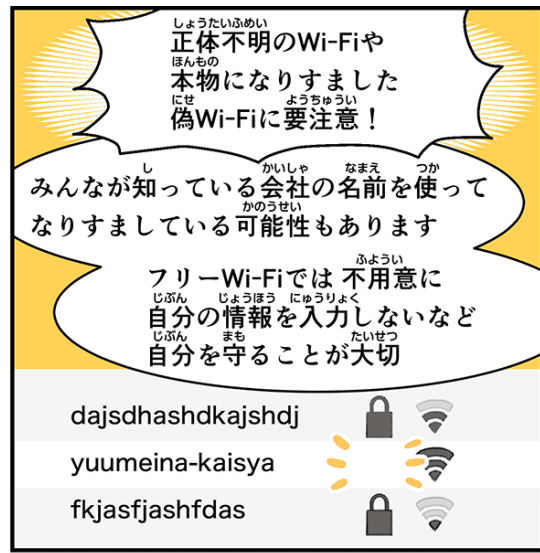 正体不明のWi-Fiや
本物になりすました
偽Wi-Fiに要注意！
みんなが知っている会社の名前を使って
なりすましている可能性もあります
フリーWi-Fiでは 不用意に
自分の情報を入力しないなど
自分を守ることが大切
dajsdhashdkajshdj
yuumeina-kaisya
fkjasfjashfdas